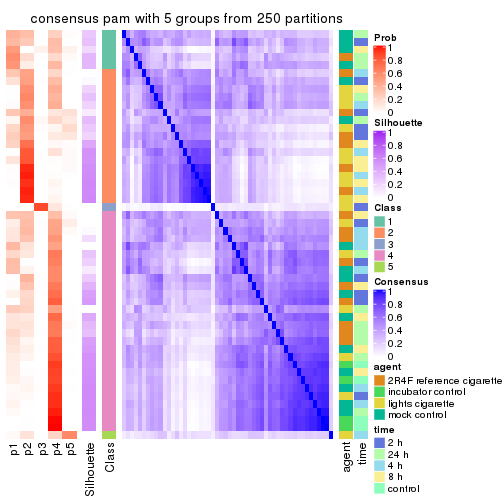 consensus pam with 5 groups from 250 partitions
Prob
1
0.8
0.6
0.4
0.2
0
Silhouette
1
0.8
0.6
0.4
0.2
0
Class
1
2
3
4
5
Consensus
1
0.8
0.6
0.4
0.2
0
agent
2R4F reference cigarette
incubator control
lights cigarette
mock control
time
2 h
24 h
4 h
8 h
control
p1
p2
p3
p4
p5
Silhouette
Class
agent
time